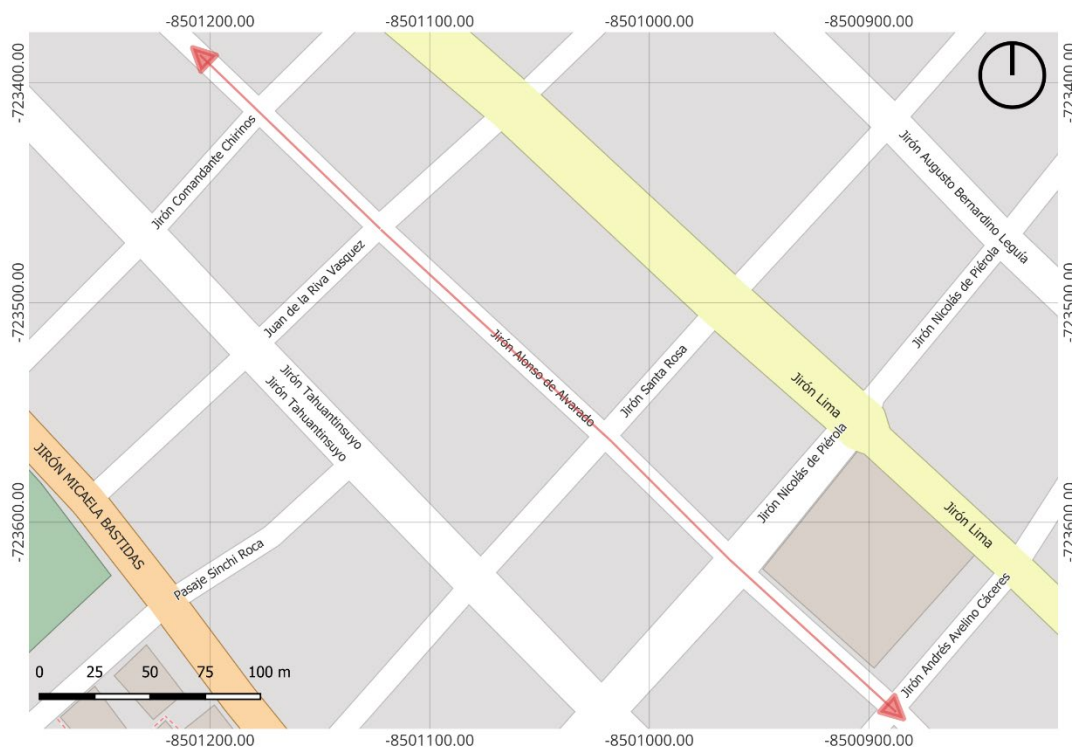 -8501200.00
-8501100.00
-8501000.00
-8500900.00
-723400.00
-723400.00
Jirón Comandante Chirinos
Jirón Augusto Bernardino Leguía
Juan de la Riva Vasquez
Jirón Nicolás de Piérola
-723500.00
-723500.00
Jirón Alonso de Alvarado
Jirón Santa Rosa
Jirón Tahuantinsuyo
Jirón Tahuantinsuyo
Jirón Lima
Jirón Nicolás de Piérola
JIRÓN MICAELA BASTIDAS
-723600.00
-723600.00
Jirón Lima
Pasaje Sinchi Roca
Jirón Andrés Avelino Cáceres
0 25 50 75 100 m
-8501200.00
-8501100.00
-8501000.00
-8500900.00